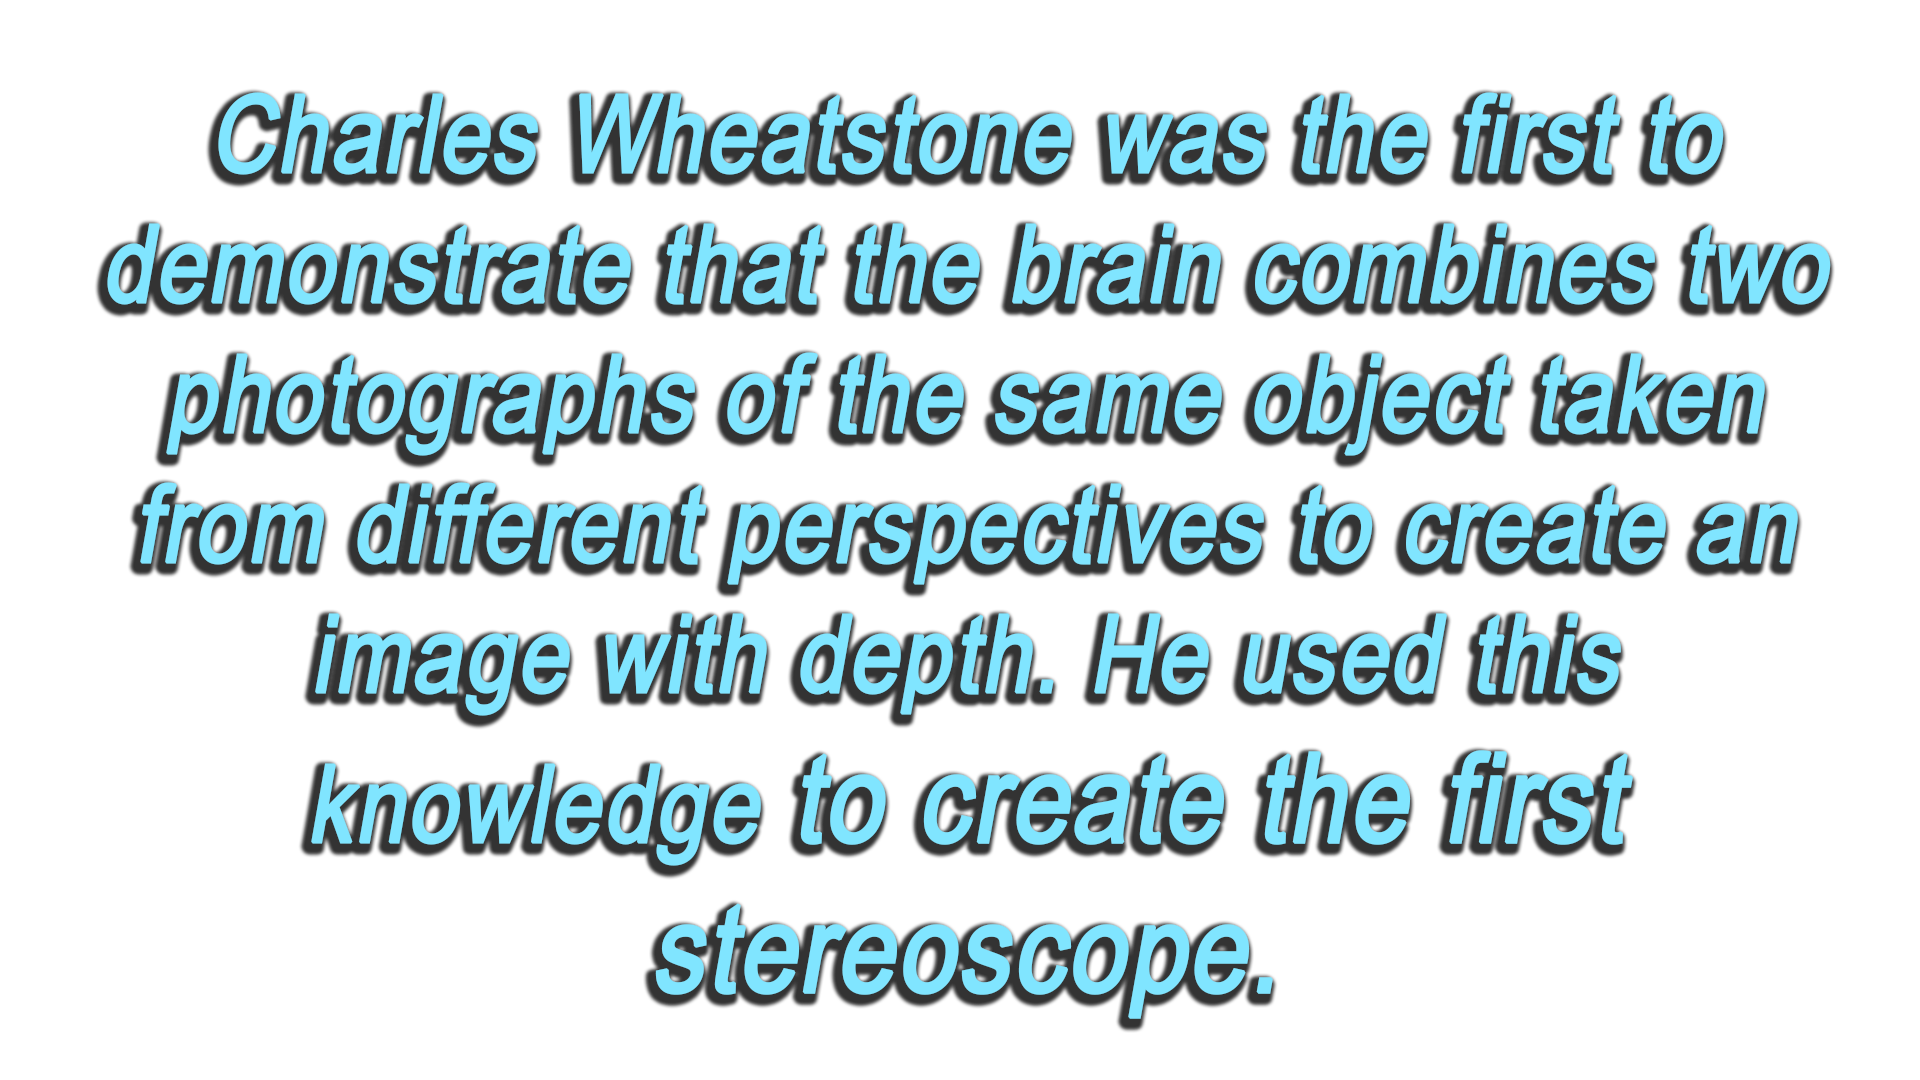 Charles Wheatstone was the first to
demonstrate that the brain combines two
photographs of the same object taken
from different perspectives to create an
image with depth. He used this
knowledge to create the first
stereoscope.